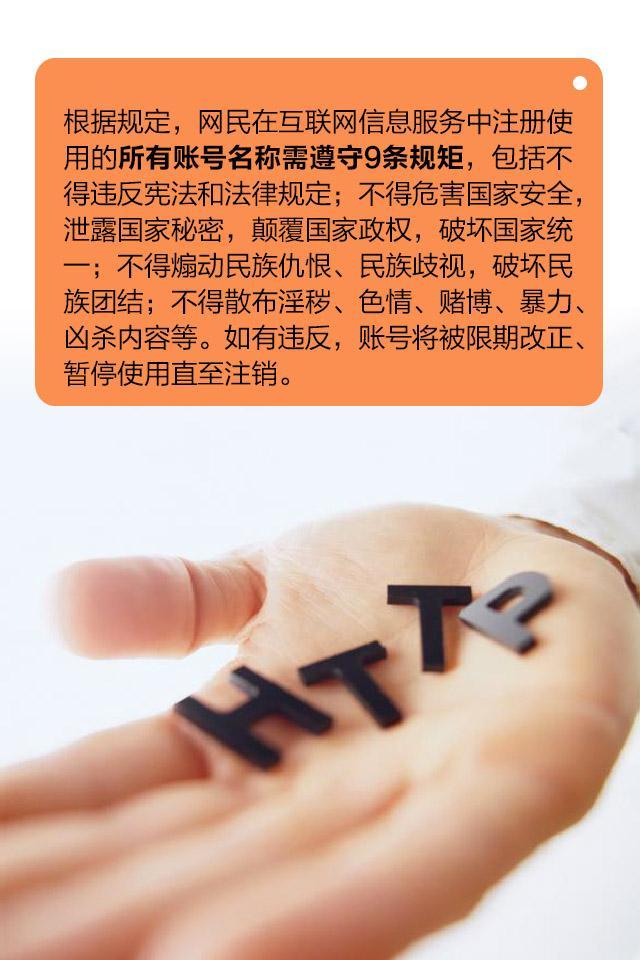 根据规定，网民在互联网信息服务中注册使
用的所有账号名称需遵守9条规矩，包括不
得违反宪法和法律规定；不得危害国家安全，
泄露国家秘密，颠覆国家政权，破坏国家统
一；不得煽动民族仇恨、民族歧视，破坏民
族团结；不得散布淫秽、色情、赌博、暴力、
凶杀内容等。如有违反，账号将被限期改正、
暂停使用直至注销。
HTTP